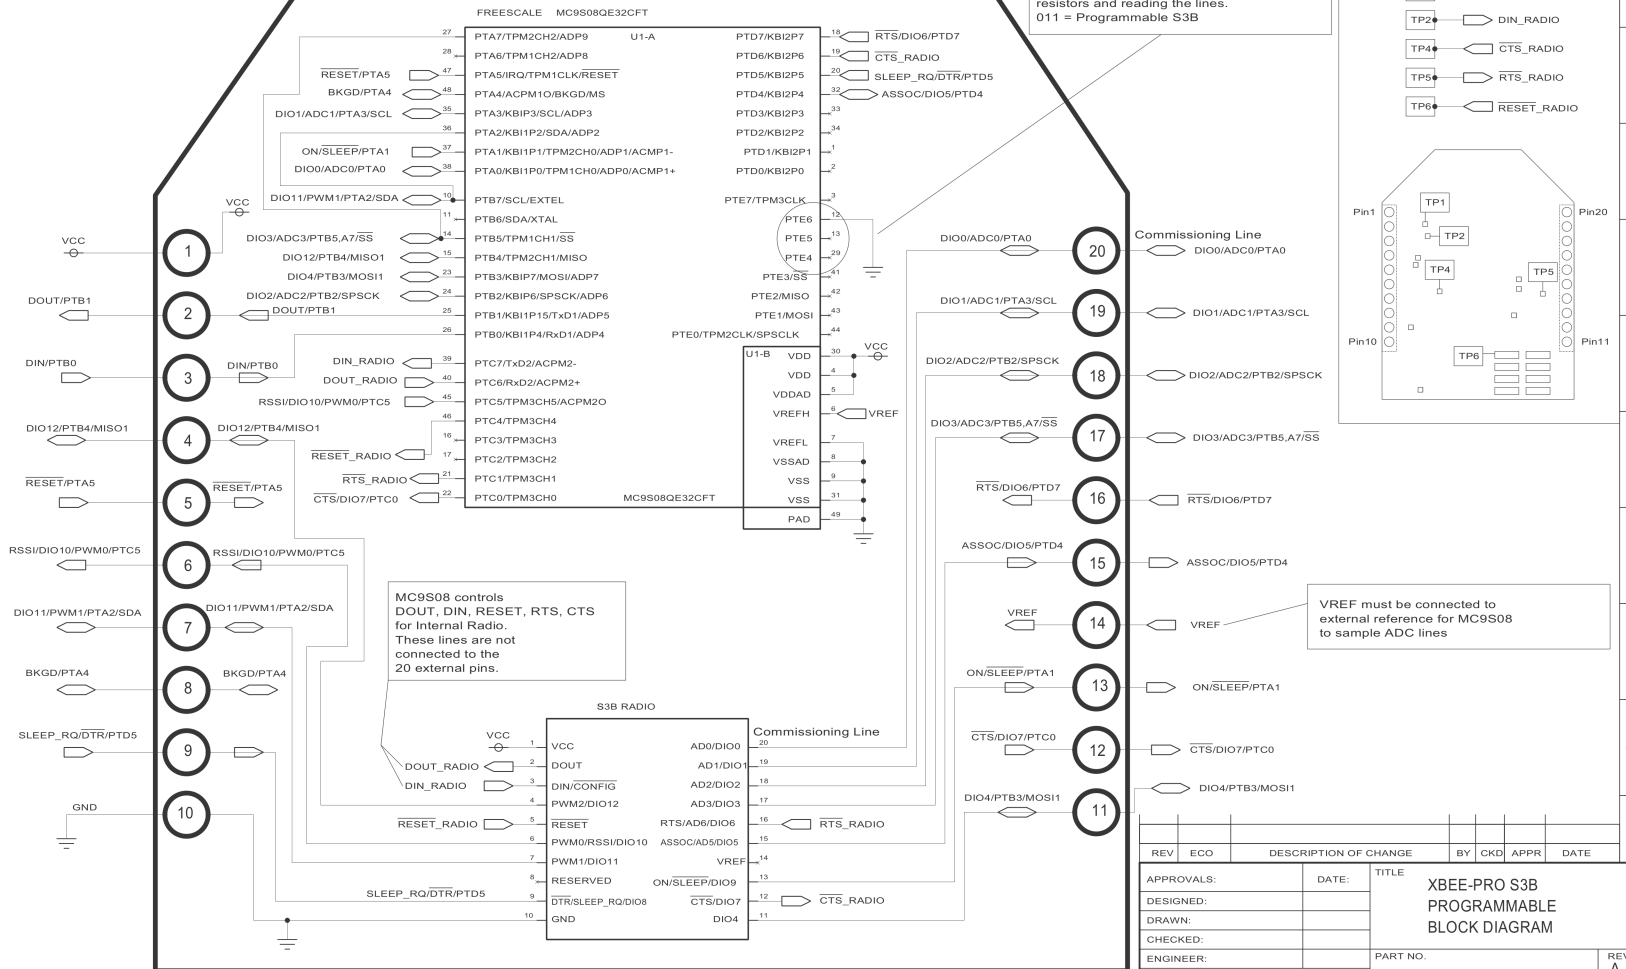 FREESCALE MC9S08QE32CFT
resistors and reading the lines.
011 = Programmable S3B
U1-A
27 PTA7/TPM2CH2/ADP9
28 PTA6/TPM1CH2/ADP8
RESET/PTA5 47 PTA5/IRQ/TPM1CLK/RESET
BKGD/PTA4 48 PTA4/ACPM1O/BKGD/MS
DIO1/ADC1/PTA3/SCL 35 PTA3/KBIP3/SCL/ADP3
36 PTA2/KBI1P2/SDA/ADP2
ON/SLEEP/PTA1 37 PTA1/KBI1P1/TPM2CH0/ADP1/ACMP1-
DIO0/ADC0/PTA0 38 PTA0/KBI1P0/TPM1CH0/ADP0/ACMP1+
DIO11/PWM1/PTA2/SDA 10 PTB7/SCL/EXTEL
11 PTB6/SDA/XTAL
DIO3/ADC3/PTB5,A7/SS 14 PTB5/TPM1CH1/SS
DIO12/PTB4/MISO1 15 PTB4/TPM2CH1/MISO
DIO4/PTB3/MOSI1 23 PTB3/KBIP7/MOSI/ADP7
DIO2/ADC2/PTB2/SPSCK 24 PTB2/KBIP6/SPSCK/ADP6
DOUT/PTB1 25 PTB1/KBI1P15/TxD1/ADP5
26 PTB0/KBI1P4/RxD1/ADP4
DIN_RADIO 39 PTC7/TxD2/ACPM2-
DOUT_RADIO 40 PTC6/RxD2/ACPM2+
RSSI/DIO10/PWM0/PTC5 45 PTC5/TPM3CH5/ACPM2O
46 PTC4/TPM3CH4
16 PTC3/TPM3CH3
RESET_RADIO 17 PTC2/TPM3CH2
RTS_RADIO 21 PTC1/TPM3CH1
CTS/DIO7/PTC0 22 PTC0/TPM3CH0
MC9S08QE32CFT
PTD7/KBI2P7 18 RTS/DIO6/PTD7
PTD6/KBI2P6 19 CTS_RADIO
PTD5/KBI2P5 20 SLEEP_RQ/DTR/PTD5
PTD4/KBI2P4 32 ASSOC/DIO5/PTD4
PTD3/KBI2P3 33
PTD2/KBI2P2 34
PTD1/KBI2P1 1
PTD0/KBI2P0 2
PTE7/TPM3CLK 3
PTE6 12
PTE5 13
PTE4 29
PTE3/SS 41
PTE2/MISO 42
PTE1/MOSI 43
PTE0/TPM2CLK/SPSCLK 44
U1-B
VDD 30 VCC
VDD 4
VDDAD 5
VREFH 6 VREF
VREFL 7
VSSAD 8
VSS 9
VSS 31
PAD 49
VCC VCC 1
DOUT/PTB1 2
DIN/PTB0 3 DIN/PTB0
DIO12/PTB4/MISO1 4 DIO12/PTB4/MISO1
RESET/PTA5 5 RESET/PTA5
RSSI/DIO10/PWM0/PTC5 6 RSSI/DIO10/PWM0/PTC5
DIO11/PWM1/PTA2/SDA 7 DIO11/PWM1/PTA2/SDA
BKGD/PTA4 8 BKGD/PTA4
SLEEP_RQ/DTR/PTD5 9
GND 10
MC9S08 controls
DOUT, DIN, RESET, RTS, CTS
for Internal Radio.
These lines are not
connected to the
20 external pins.
S3B RADIO
VCC 1 VCC
DOUT_RADIO 2 DOUT
DIN_RADIO 3 DIN/CONFIG
4 PWM2/DIO12
RESET_RADIO 5 RESET
6 PWM0/RSSI/DIO10
7 PWM1/DIO11
8 RESERVED
SLEEP_RQ/DTR/PTD5 9 DTR/SLEEP_RQ/DIO8
10 GND
Commissioning Line
AD0/DIO0 20
AD1/DIO1 19
AD2/DIO2 18
AD3/DIO3 17
RTS/AD6/DIO6 16 RTS_RADIO
ASSOC/AD5/DIO5 15
VREF 14
ON/SLEEP/DIO9 13
CTS/DIO7 12 CTS_RADIO
DIO4 11
Commissioning Line
DIO0/ADC0/PTA0 20 DIO0/ADC0/PTA0
DIO1/ADC1/PTA3/SCL 19 DIO1/ADC1/PTA3/SCL
DIO2/ADC2/PTB2/SPSCK 18 DIO2/ADC2/PTB2/SPSCK
DIO3/ADC3/PTB5,A7/SS 17 DIO3/ADC3/PTB5,A7/SS
RTS/DIO6/PTD7 16 RTS/DIO6/PTD7
ASSOC/DIO5/PTD4 15 ASSOC/DIO5/PTD4
VREF 14 VREF
ON/SLEEP/PTA1 13 ON/SLEEP/PTA1
CTS/DIO7/PTC0 12 CTS/DIO7/PTC0
DIO4/PTB3/MOSI1 11 DIO4/PTB3/MOSI1
VREF must be connected to
external reference for MC9S08
to sample ADC lines
TP2 DIN_RADIO
TP4 CTS_RADIO
TP5 RTS_RADIO
TP6 RESET_RADIO
Pin1 Pin20
TP1
TP2
TP4 TP5
Pin10 Pin11
TP6
REV ECO DESCRIPTION OF CHANGE BY CKD APPR DATE
APPROVALS: DATE:
DESIGNED:
DRAWN:
CHECKED:
ENGINEER:
TITLE
XBEE-PRO S3B
PROGRAMMABLE
BLOCK DIAGRAM
PART NO.